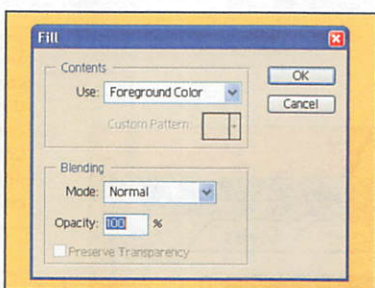 Fill
Contents
Use: Foreground Color
Custom Pattern:
OK
Cancel
Blending
Mode: Normal
Opacity: 100 %
Preserve Transparency